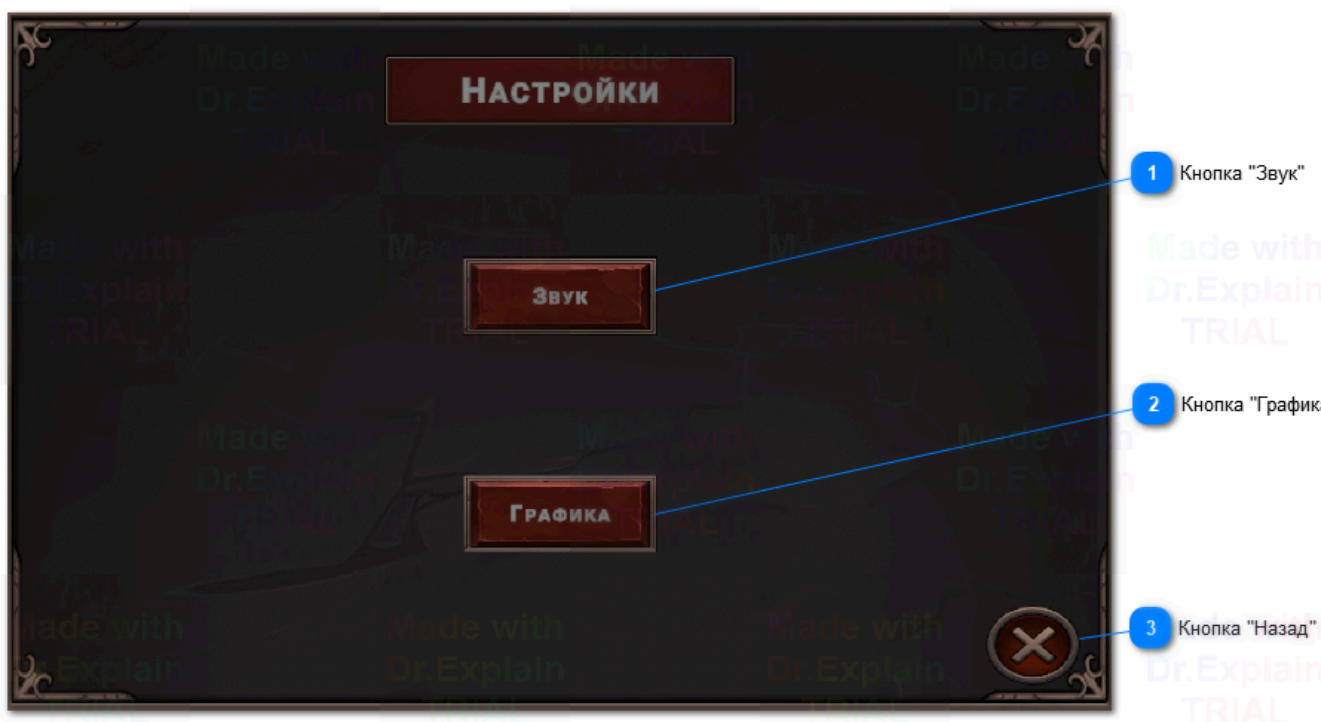 Настройки
1 Кнопка "Звук"
Звук
2 Кнопка "Графика
Графика
3 Кнопка "Назад"
Made with
Dr.Explain
TRIAL